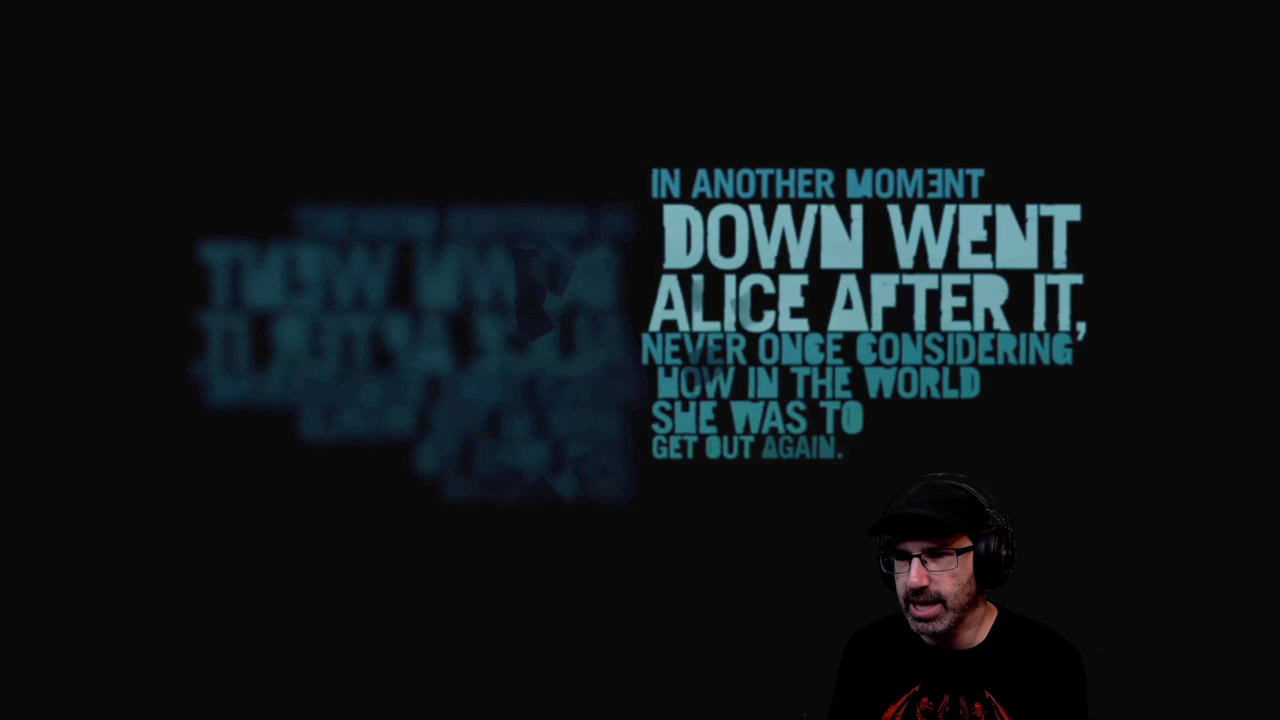 IN ANOTHER MOMENT
DOWN WENT
ALICE AFTER IT,
NEVER ONCE CONSIDERING
HOW IN THE WORLD
SHE WAS TO
GET OUT AGAIN.